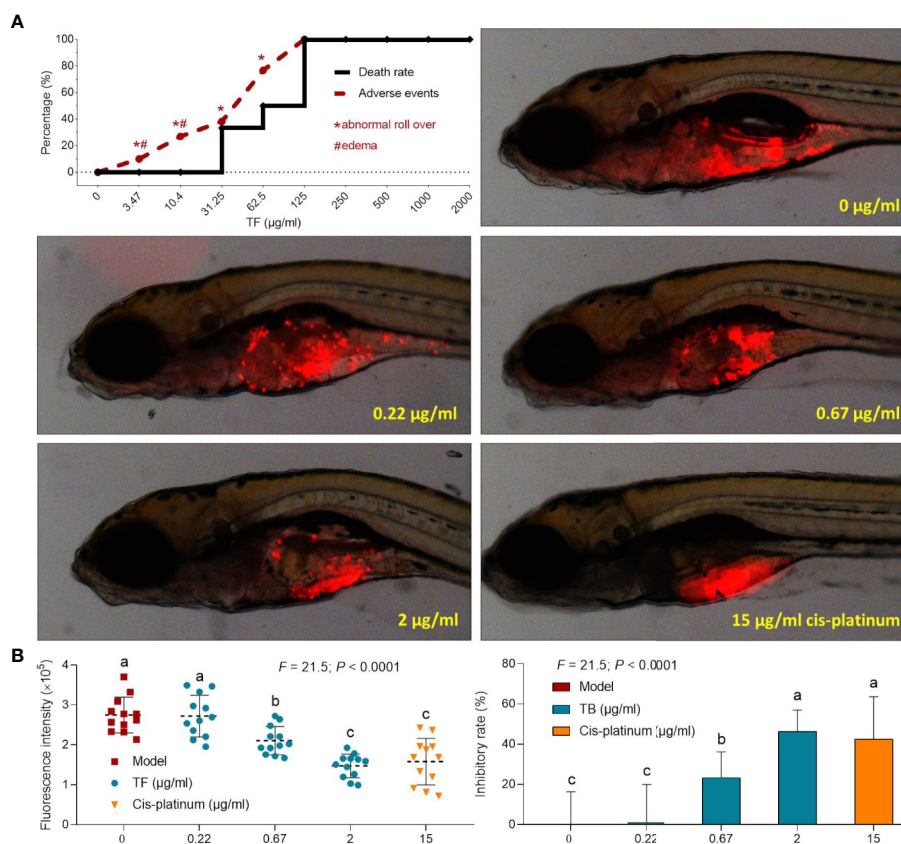 A
Percentage (%)
100
80
60
40
20
0
*#
*#
*
*
Death rate
Adverse events
*abnormal roll over
#edema
0
3.47
10.4
31.25
62.5
125
250
500
1000
2000
TF (µg/ml)
0 µg/ml
0.22 µg/ml
0.67 µg/ml
2 µg/ml
15 µg/ml cis-platinum
B
Fluorescence intensity (×10⁵)
4
3
2
1
0
a
a
b
c
c
F = 21.5; P < 0.0001
Model
TF (µg/ml)
Cis-platinum (µg/ml)
0
0.22
0.67
2
15
Inhibitory rate (%)
80
60
40
20
0
F = 21.5; P < 0.0001
Model
TB (µg/ml)
Cis-platinum (µg/ml)
c
c
b
a
a
0
0.22
0.67
2
15